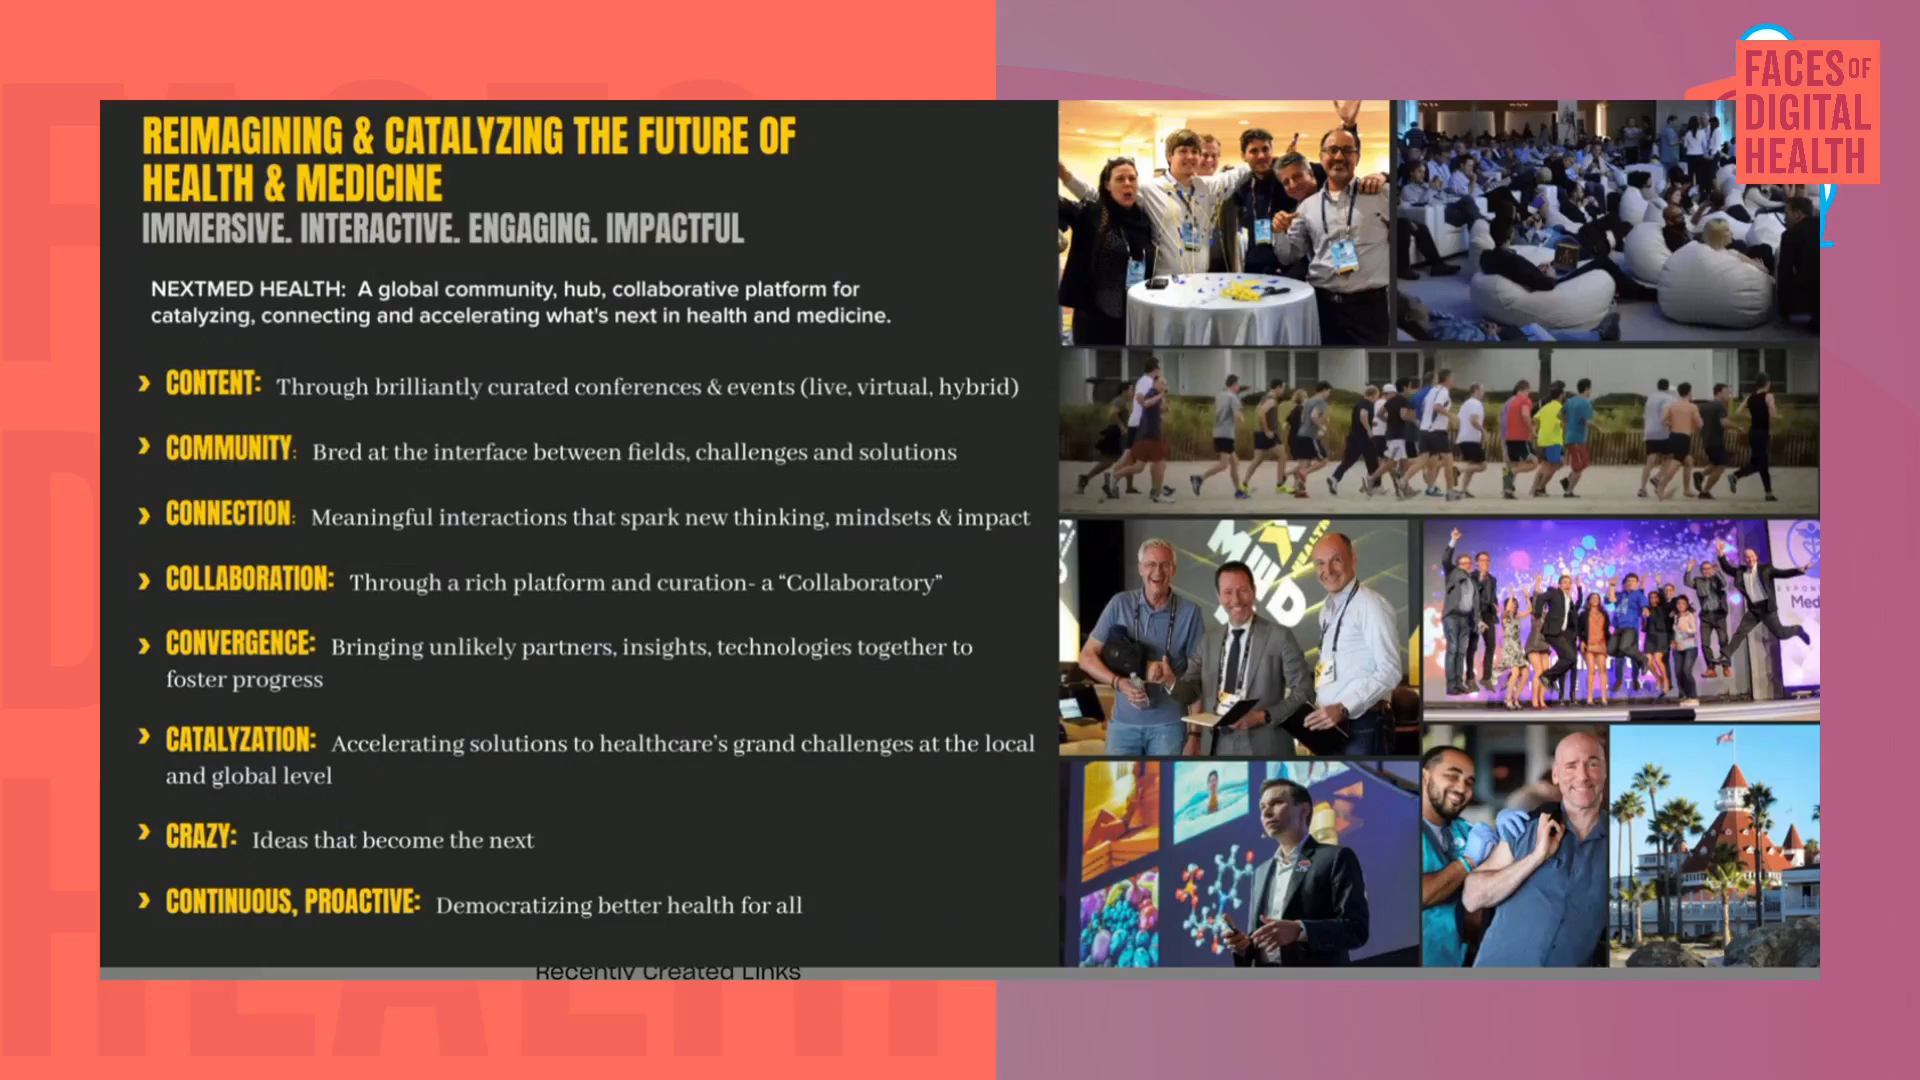 FACES OF
DIGITAL
HEALTH
REIMAGINING & CATALYZING THE FUTURE OF
HEALTH & MEDICINE
IMMERSIVE. INTERACTIVE. ENGAGING. IMPACTFUL
NEXTMED HEALTH: A global community, hub, collaborative platform for
catalyzing, connecting and accelerating what's next in health and medicine.
› CONTENT: Through brilliantly curated conferences & events (live, virtual, hybrid)
› COMMUNITY: Bred at the interface between fields, challenges and solutions
› CONNECTION: Meaningful interactions that spark new thinking, mindsets & impact
› COLLABORATION: Through a rich platform and curation- a “Collaboratory”
› CONVERGENCE: Bringing unlikely partners, insights, technologies together to
foster progress
› CATALYZATION: Accelerating solutions to healthcare’s grand challenges at the local
and global level
› CRAZY: Ideas that become the next
› CONTINUOUS, PROACTIVE: Democratizing better health for all
Med
Recently Created Links